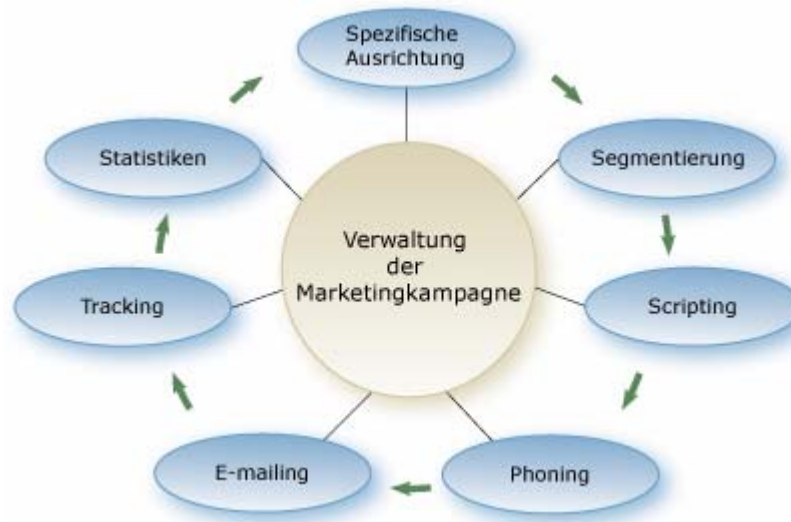 Spezifische
Ausrichtung
Segmentierung
Scripting
Phoning
E-mailing
Tracking
Statistiken
Verwaltung
der
Marketingkampagne